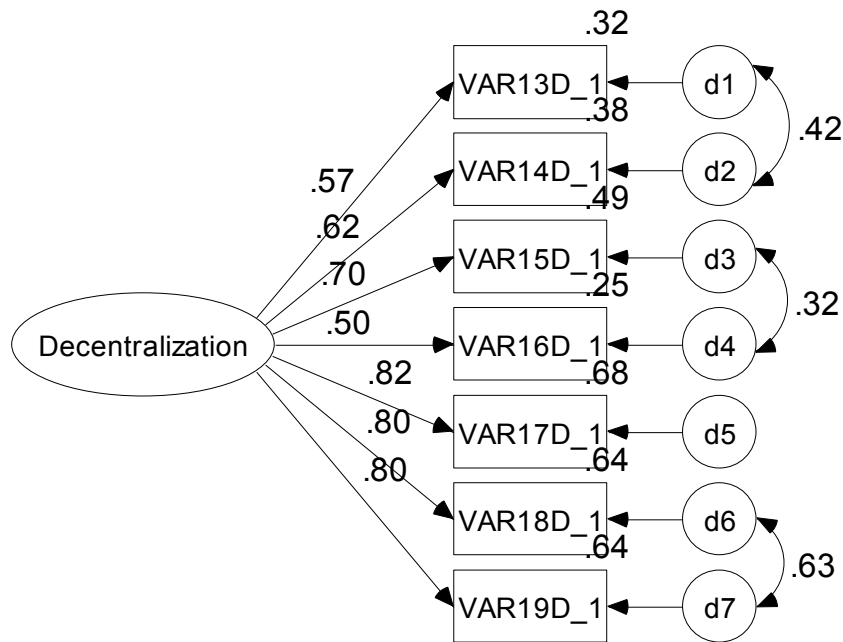 .32
VAR13D_1
d1
.38
.42
VAR14D_1
d2
.57
.49
.62
VAR15D_1
d3
.70
.25
.32
.50
Decentralization
VAR16D_1
d4
.82
.68
.80
VAR17D_1
d5
.80
.64
VAR18D_1
d6
.64
.63
VAR19D_1
d7